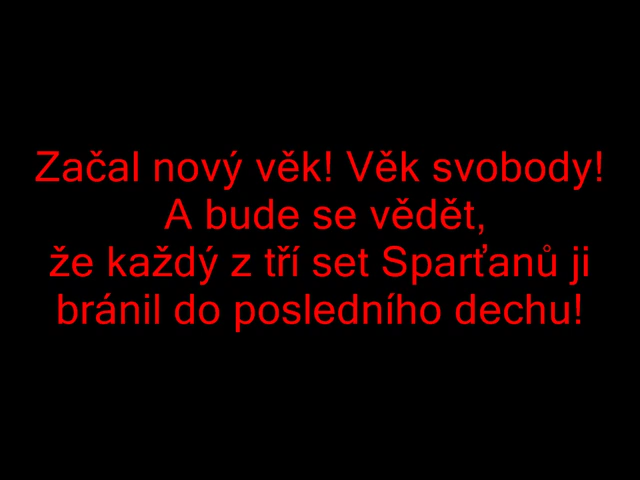 Začal nový věk! Věk svobody!
A bude se vědět,
že každý z tří set Sparťanů ji
bránil do posledního dechu!